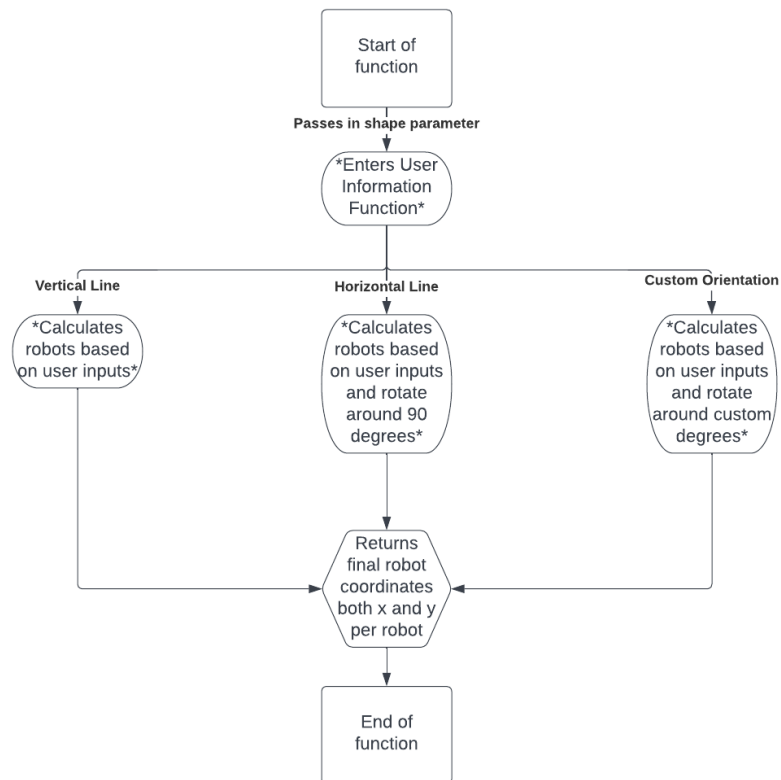 Start of
function
Passes in shape parameter
*Enters User
Information
Function*
Vertical Line
Horizontal Line
Custom Orientation
*Calculates
robots based
on user inputs*
*Calculates
robots based
on user inputs
and rotate
around 90
degrees*
*Calculates
robots based
on user inputs
and rotate
around custom
degrees*
Returns
final robot
coordinates
both x and y
per robot
End of
function